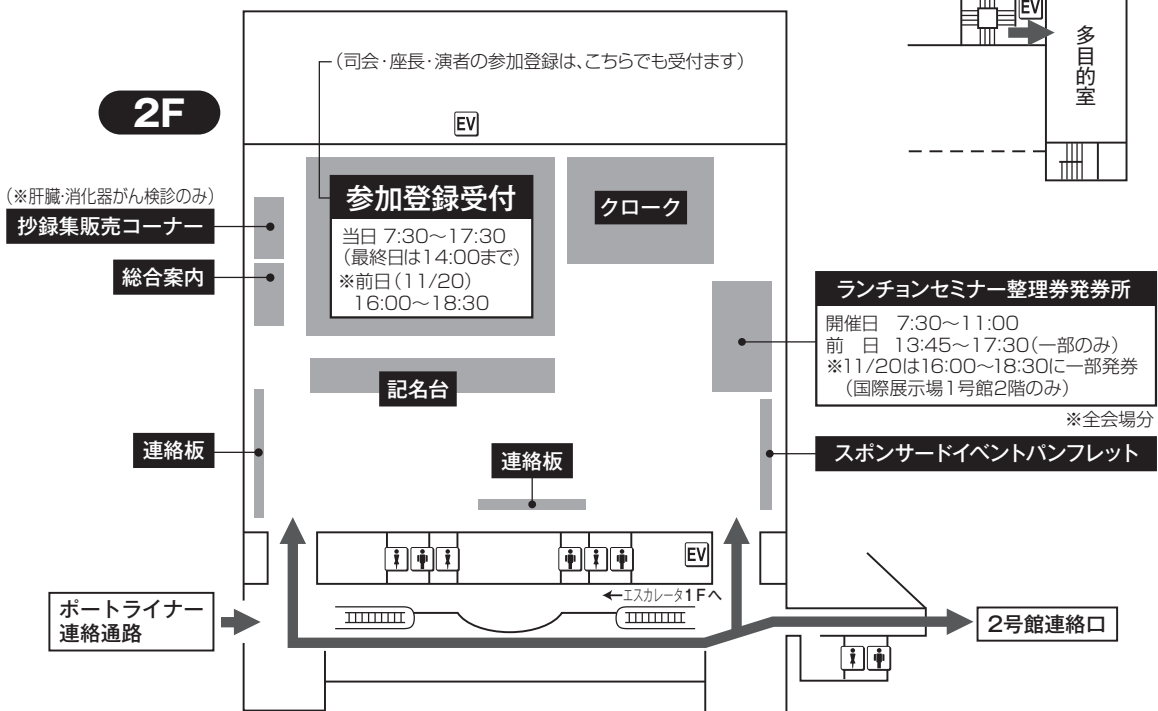 EV
多目的室
(司会・座長・演者の参加登録は、こちらでも受付ます)
2F
EV
(※肝臓・消化器がん検診のみ)
抄録集販売コーナー
総合案内
参加登録受付
当日 7:30〜17:30
(最終日は14:00まで)
※前日(11/20)
16:00〜18:30
クローク
ランチョンセミナー整理券発券所
開催日 7:30〜11:00
前 日 13:45〜17:30(一部のみ)
※11/20は16:00〜18:30に一部発券
(国際展示場1号館2階のみ)
※全会場分
記名台
連絡板
連絡板
スポンサードイベントパンフレット
EV
←エスカレータ1Fへ
ポートライナー
連絡通路
2号館連絡口